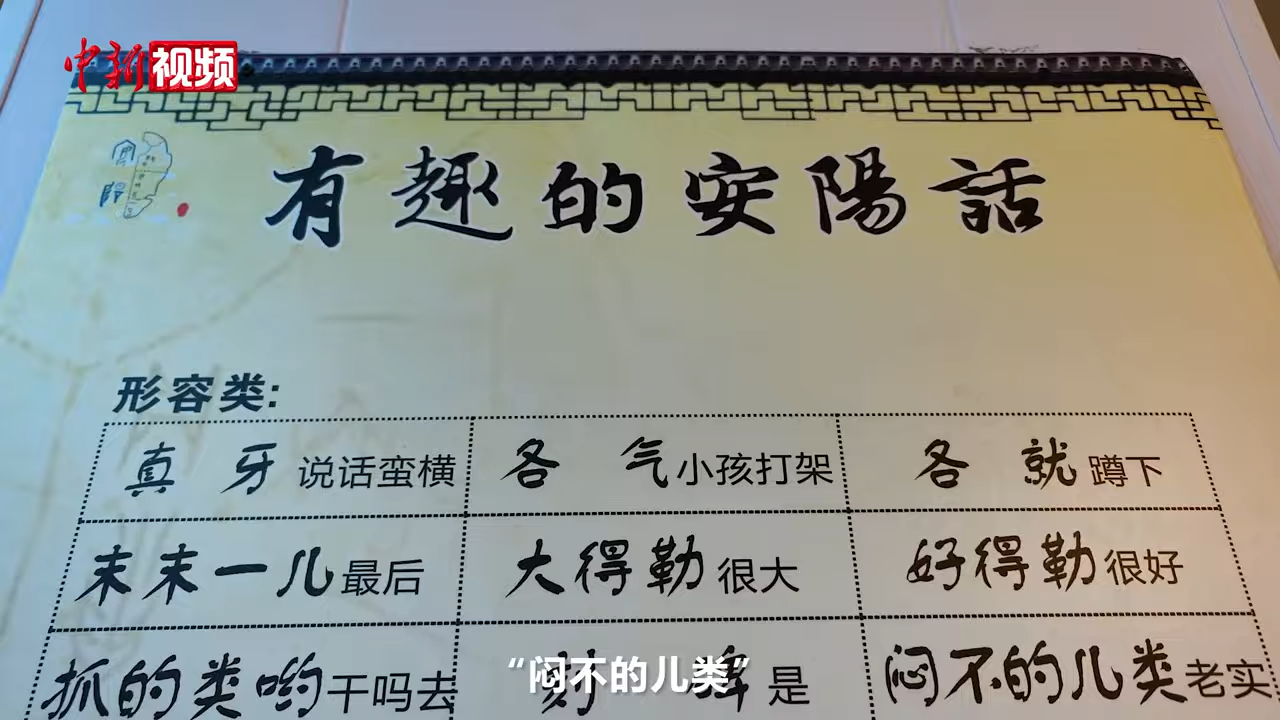 中新视频
安阳
有趣的安陽話
形容类:
真牙 说话蛮横 各气 小孩打架 各就 蹲下
末末一儿 最后 大得勒 很大 好得勒 很好
抓的类哟 干吗去 是 闷不的儿类 老实
“闷不的儿类”